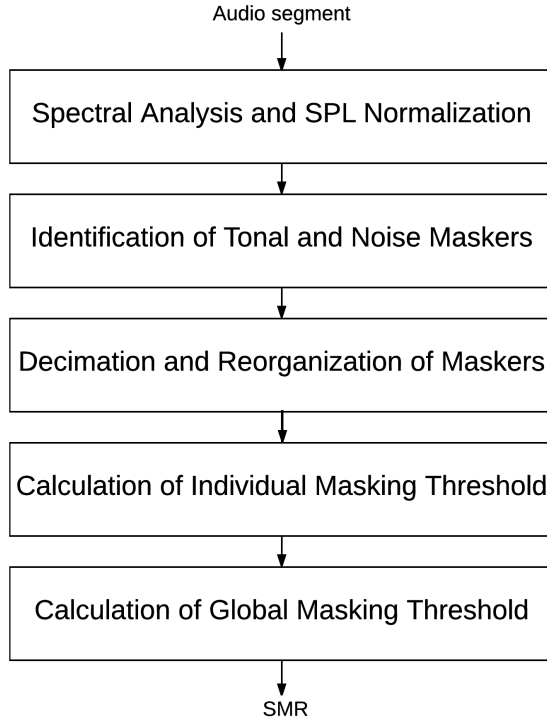 Audio segment
Spectral Analysis and SPL Normalization
Identification of Tonal and Noise Maskers
Decimation and Reorganization of Maskers
Calculation of Individual Masking Threshold
Calculation of Global Masking Threshold
SMR